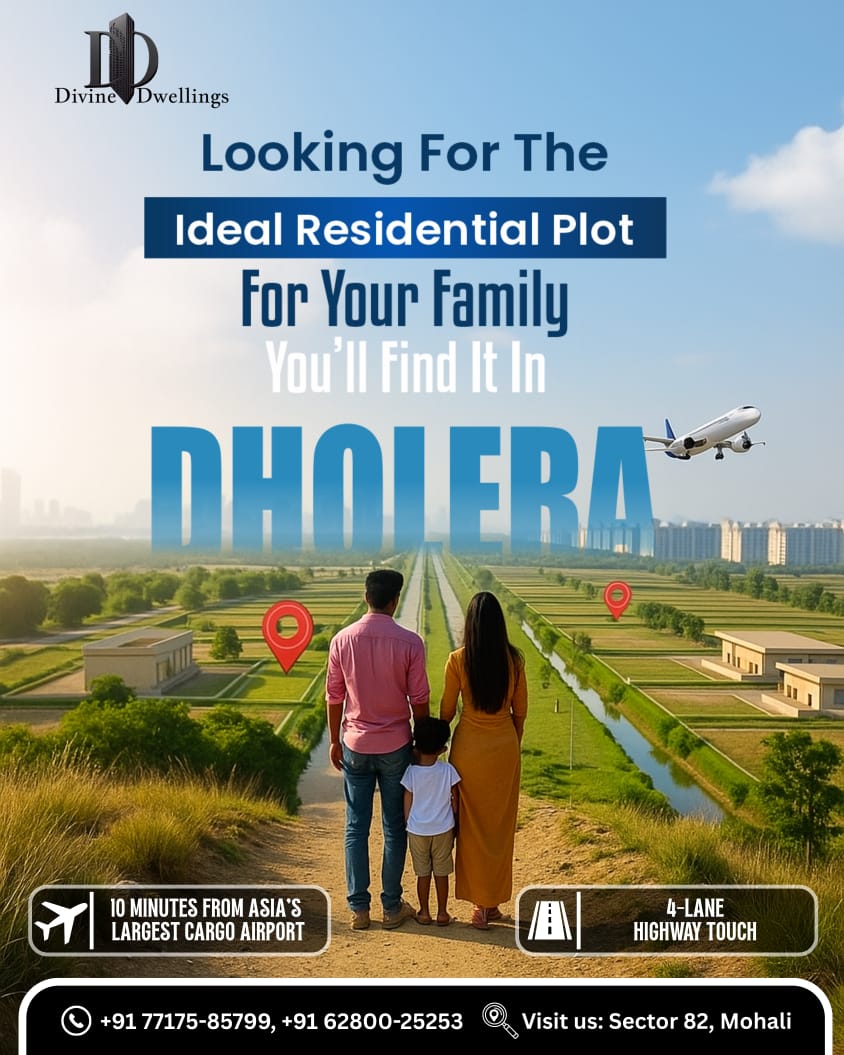 DD
Divine Dwellings
Looking For The
Ideal Residential Plot
For Your Family
You'll Find It In
DHOLERA
10 MINUTES FROM ASIA'S
LARGEST CARGO AIRPORT
4-LANE
HIGHWAY TOUCH
+91 77175-85799, +91 62800-25253
Visit us: Sector 82, Mohali